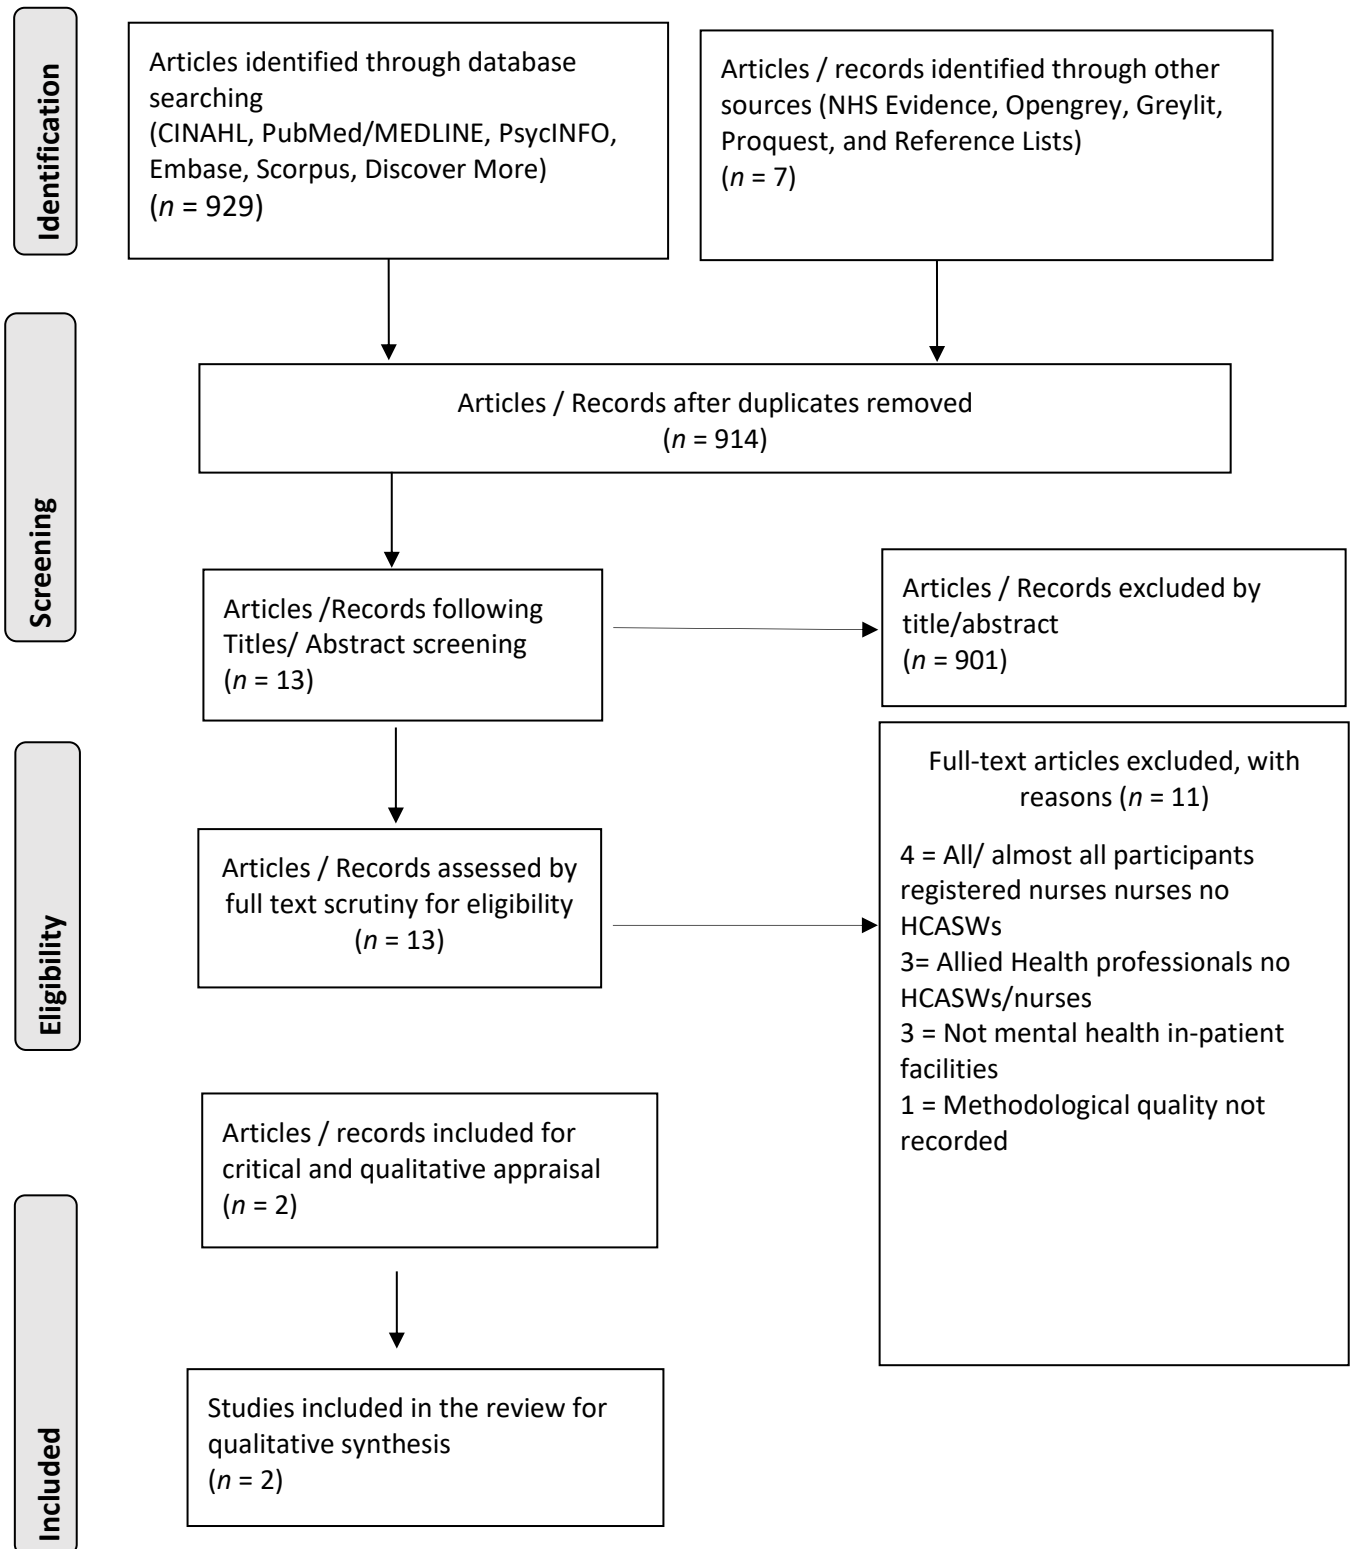 Identification
Articles identified through database
searching
(CINAHL, PubMed/MEDLINE, PsycINFO,
Embase, Scorpus, Discover More)
(n = 929)
Articles / records identified through other
sources (NHS Evidence, Opengrey, Greylit,
Proquest, and Reference Lists)
(n = 7)
Screening
Articles / Records after duplicates removed
(n = 914)
Articles /Records following
Titles/ Abstract screening
(n = 13)
Articles / Records excluded by
title/abstract
(n = 901)
Eligibility
Articles / Records assessed by
full text scrutiny for eligibility
(n = 13)
Full-text articles excluded, with
reasons (n = 11)
4 = All/ almost all participants
registered nurses nurses no
HCASWs
3= Allied Health professionals no
HCASWs/nurses
3 = Not mental health in-patient
facilities
1 = Methodological quality not
recorded
Articles / records included for
critical and qualitative appraisal
(n = 2)
Included
Studies included in the review for
qualitative synthesis
(n = 2)